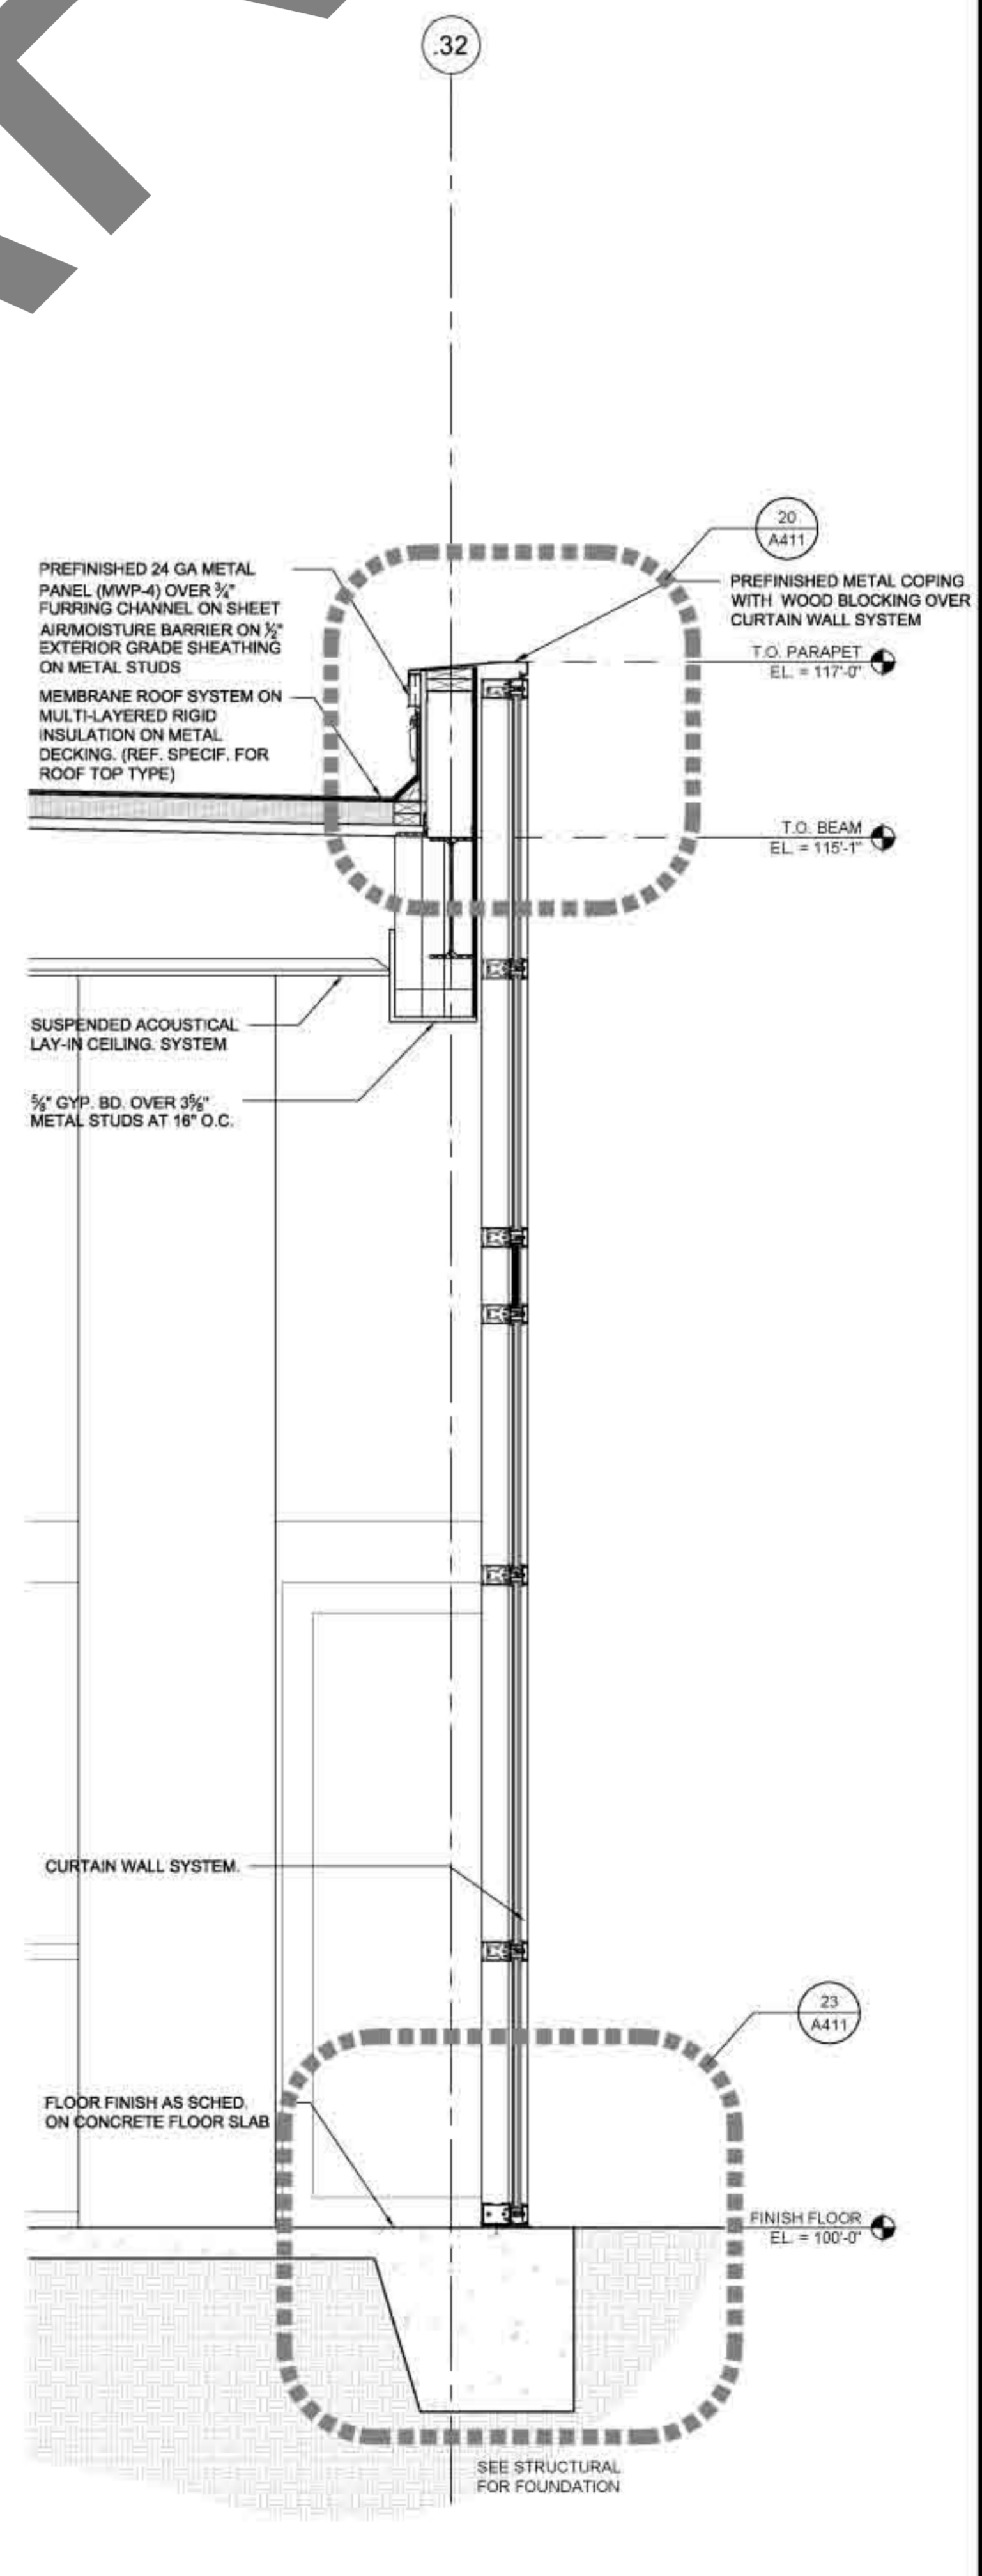 .32
20
A411
PREFINISHED 24 GA METAL
PANEL (MWP-4) OVER ¾"
FURRING CHANNEL ON SHEET
AIR/MOISTURE BARRIER ON ½"
EXTERIOR GRADE SHEATHING
ON METAL STUDS
PREFINISHED METAL COPING
WITH WOOD BLOCKING OVER
CURTAIN WALL SYSTEM
T.O. PARAPET
EL. = 117'-0"
MEMBRANE ROOF SYSTEM ON
MULTI-LAYERED RIGID
INSULATION ON METAL
DECKING. (REF. SPECIF. FOR
ROOF TOP TYPE)
T.O. BEAM
EL. = 115'-1"
SUSPENDED ACOUSTICAL
LAY-IN CEILING. SYSTEM
⅝" GYP. BD. OVER 3⅝"
METAL STUDS AT 16" O.C.
CURTAIN WALL SYSTEM.
23
A411
FLOOR FINISH AS SCHED.
ON CONCRETE FLOOR SLAB
FINISH FLOOR
EL. = 100'-0"
SEE STRUCTURAL
FOR FOUNDATION